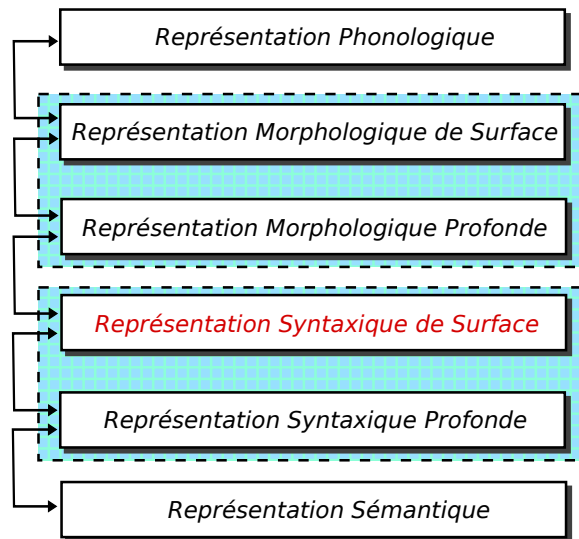 Représentation Phonologique
Représentation Morphologique de Surface
Représentation Morphologique Profonde
Représentation Syntaxique de Surface
Représentation Syntaxique Profonde
Représentation Sémantique